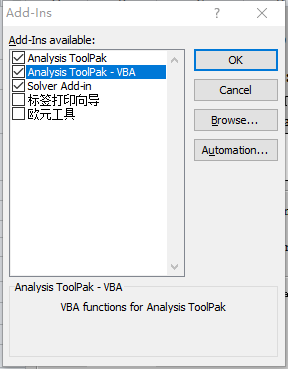 Add-Ins
Add-Ins available:
Analysis ToolPak
Analysis ToolPak - VBA
Solver Add-in
标签打印向导
欧元工具
OK
Cancel
Browse...
Automation...
Analysis ToolPak - VBA
VBA functions for Analysis ToolPak